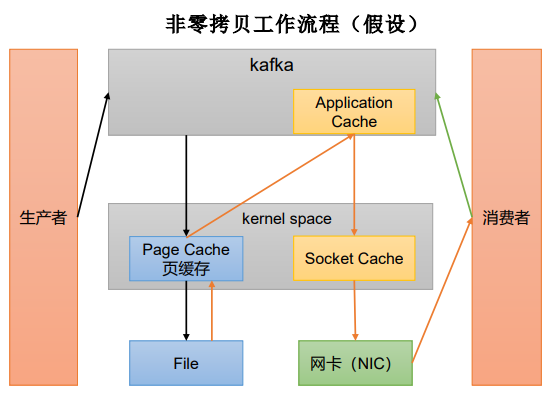 非零拷贝工作流程（假设）
kafka
Application
Cache
生产者
kernel space
消费者
Page Cache
页缓存
Socket Cache
File
网卡（NIC）